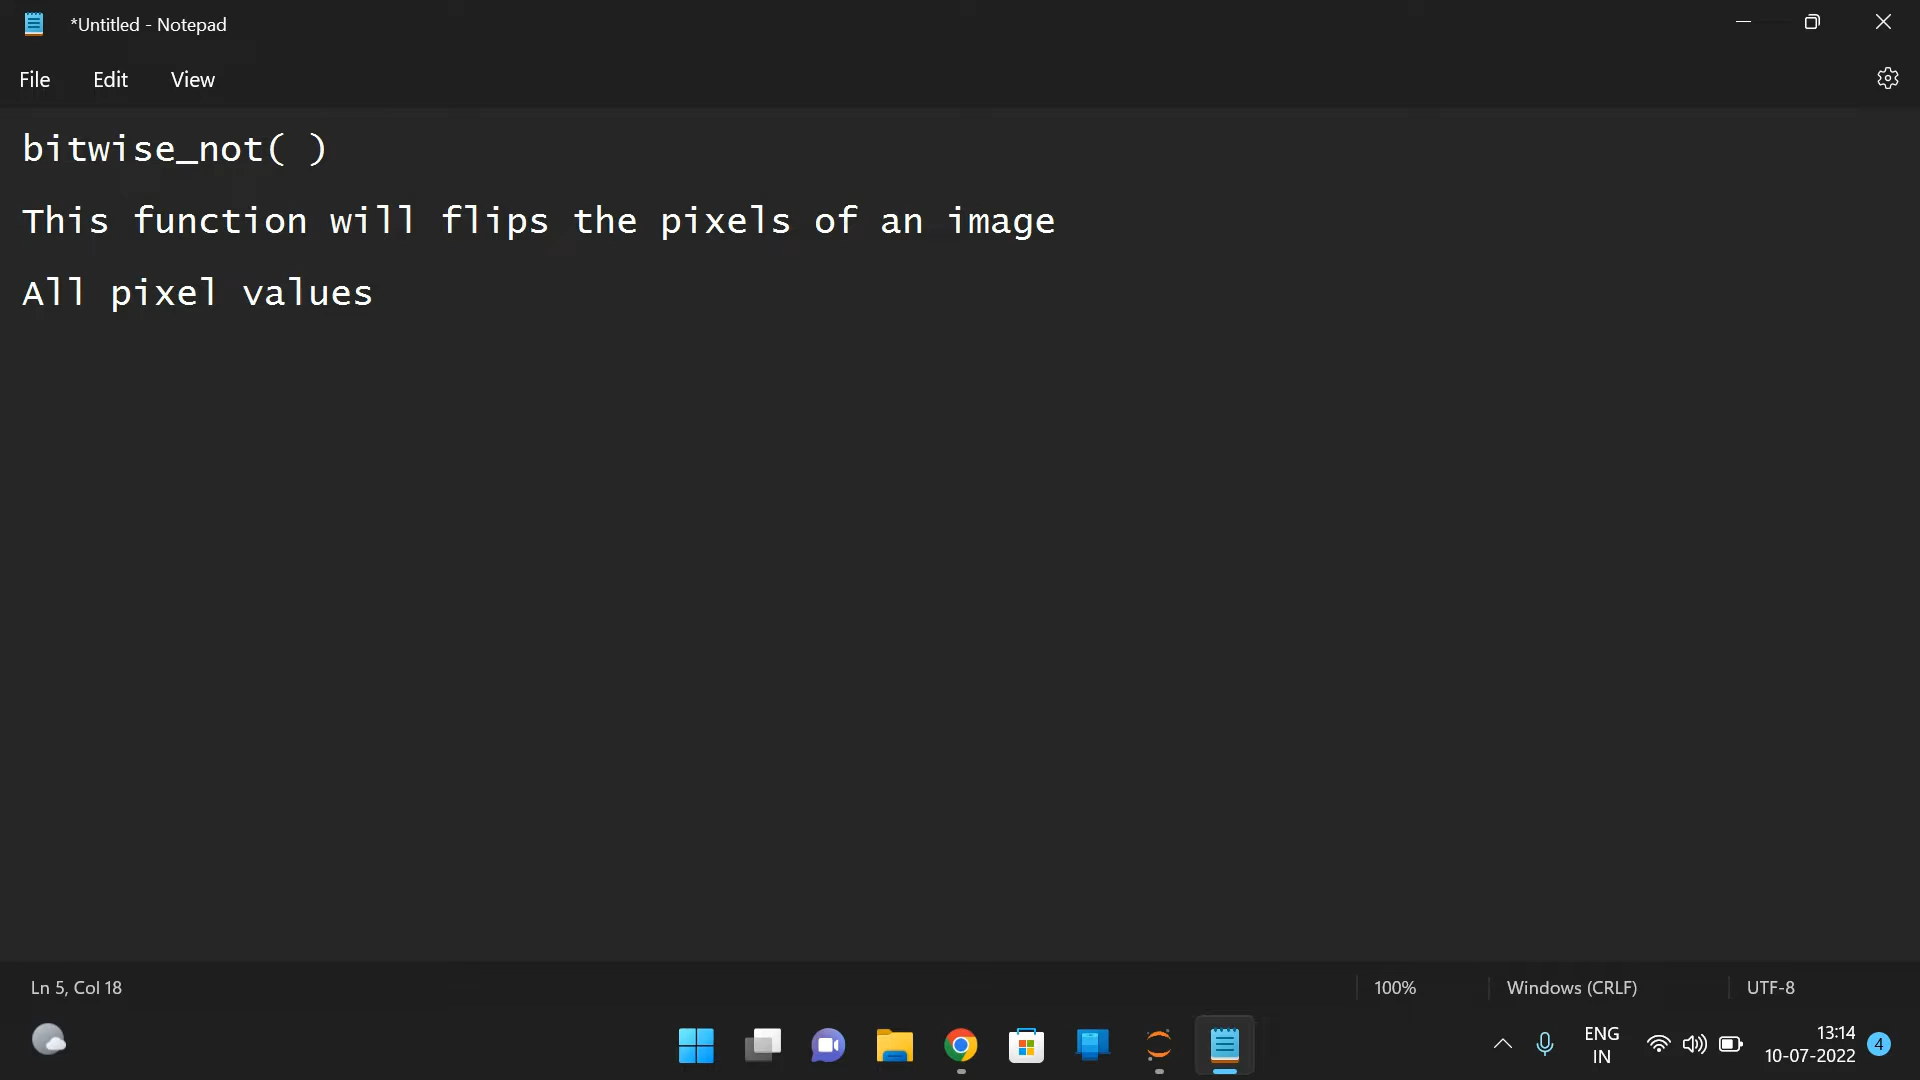 *Untitled - Notepad
File Edit View
bitwise_not( )
This function will flips the pixels of an image
All pixel values
Ln 5, Col 18 100% Windows (CRLF) UTF-8
ENG 13:14
IN 10-07-2022 4